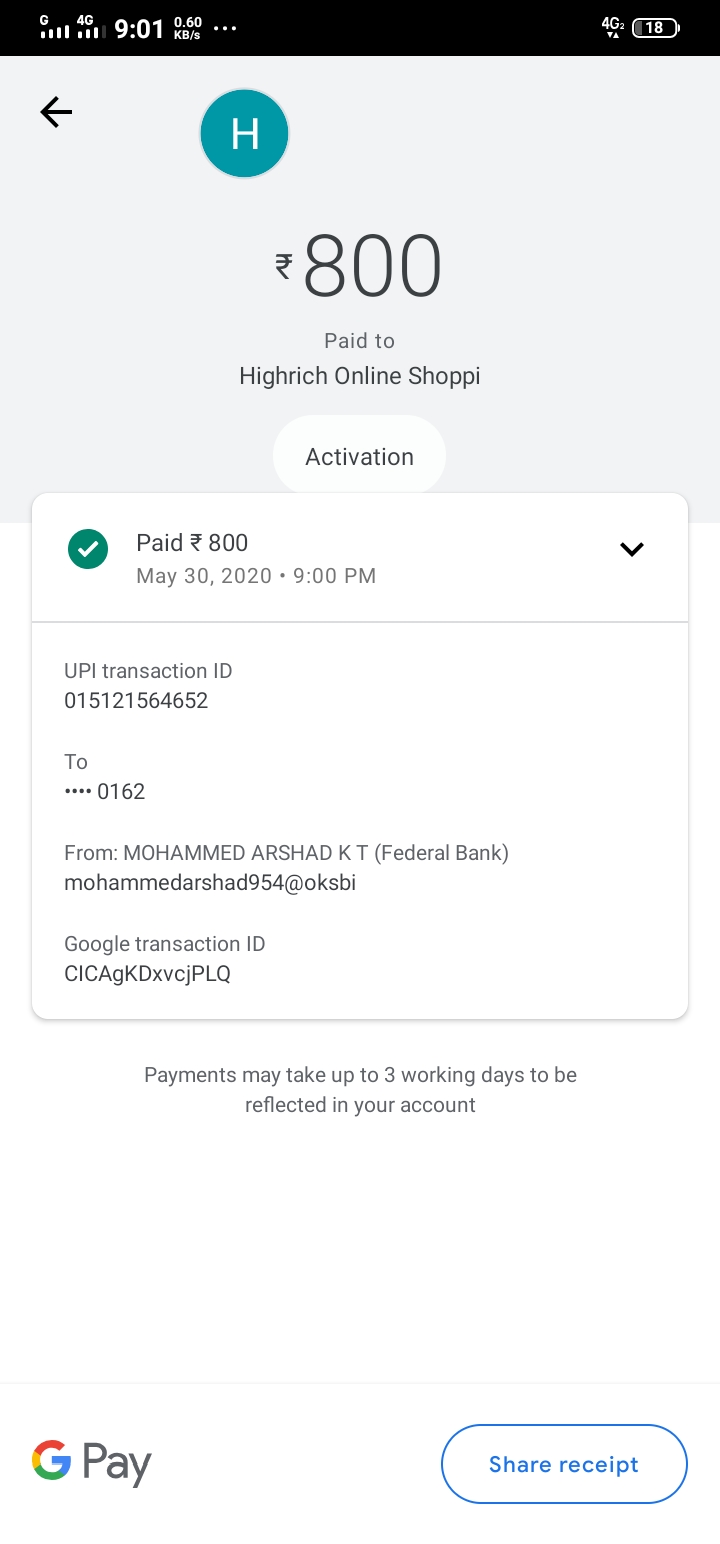 G 4G 9:01 0.60 KB/s ... 4G2 18
H
₹800
Paid to
Highrich Online Shoppi
Activation
Paid ₹ 800
May 30, 2020 • 9:00 PM
UPI transaction ID
015121564652
To
•••• 0162
From: MOHAMMED ARSHAD K T (Federal Bank)
mohammedarshad954@oksbi
Google transaction ID
CICAgKDxvcjPLQ
Payments may take up to 3 working days to be
reflected in your account
G Pay
Share receipt